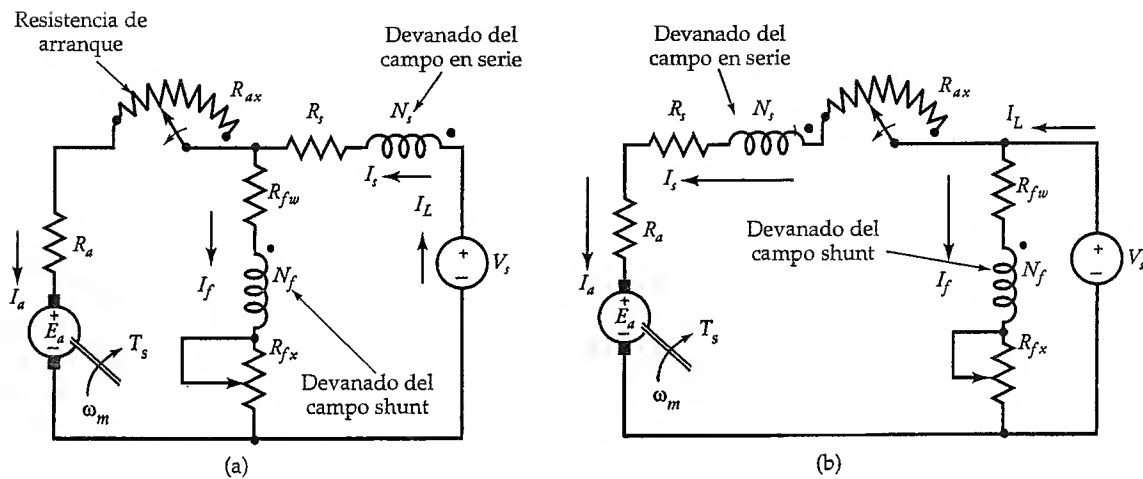 Resistencia de
arranque
R_ax
Devanado del
campo en serie
R_s
N_s
I_s
I_L
R_fw
R_a
I_f
N_f
I_a
+
E_a
−
T_s
ω_m
R_fx
Devanado del
campo shunt
+
−
V_s
(a)
Devanado del
campo en serie
R_s
N_s
R_ax
I_L
I_s
R_fw
R_a
Devanado del
campo shunt
I_f
N_f
I_a
+
E_a
−
T_s
ω_m
R_fx
+
−
V_s
(b)